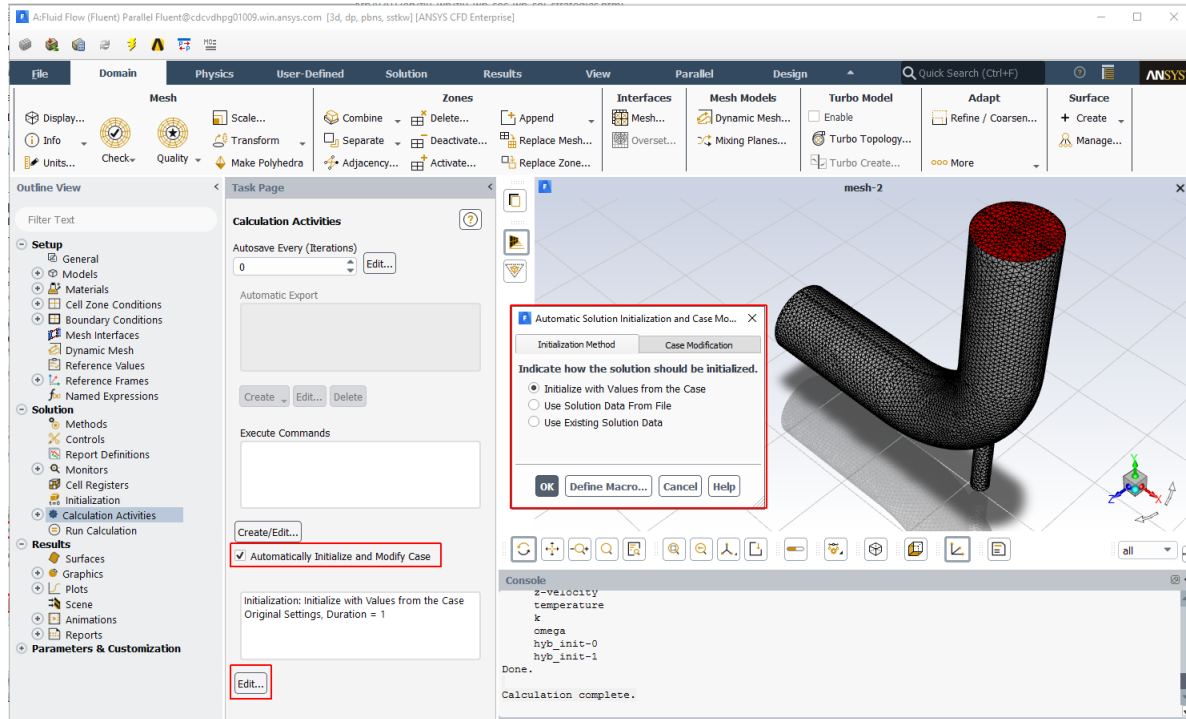 A:Fluid Flow (Fluent) Parallel Fluent@cdcvdhpg01009.win.ansys.com [3d, dp, pbns, sstkw] [ANSYS CFD Enterprise]
File Domain Physics User-Defined Solution Results View Parallel Design Quick Search (Ctrl+F) ANSYS
Mesh Zones Interfaces Mesh Models Turbo Model Adapt Surface
Display... Scale... Combine Delete... Append Mesh... Dynamic Mesh... Enable Refine / Coarsen... + Create
Info Transform Separate Deactivate... Replace Mesh... Overset... Mixing Planes... Turbo Topology... Manage...
Units... Check Quality Make Polyhedra Adjacency... Activate... Replace Zone... Turbo Create... More
Outline View
Filter Text
Setup
General
Models
Materials
Cell Zone Conditions
Boundary Conditions
Mesh Interfaces
Dynamic Mesh
Reference Values
Reference Frames
Named Expressions
Solution
Methods
Controls
Report Definitions
Monitors
Cell Registers
Initialization
Calculation Activities
Run Calculation
Results
Surfaces
Graphics
Plots
Scene
Animations
Reports
Parameters & Customization
Task Page
Calculation Activities
Autosave Every (Iterations)
0 Edit...
Automatic Export
Create Edit... Delete
Execute Commands
Create/Edit...
Automatically Initialize and Modify Case
Initialization: Initialize with Values from the Case
Original Settings, Duration = 1
Edit...
mesh-2
Automatic Solution Initialization and Case Mo...
Initialization Method Case Modification
Indicate how the solution should be initialized.
Initialize with Values from the Case
Use Solution Data From File
Use Existing Solution Data
OK Define Macro... Cancel Help
Y
Z X
all
Console
z-velocity
temperature
k
omega
hyb_init-0
hyb_init-1
Done.
Calculation complete.